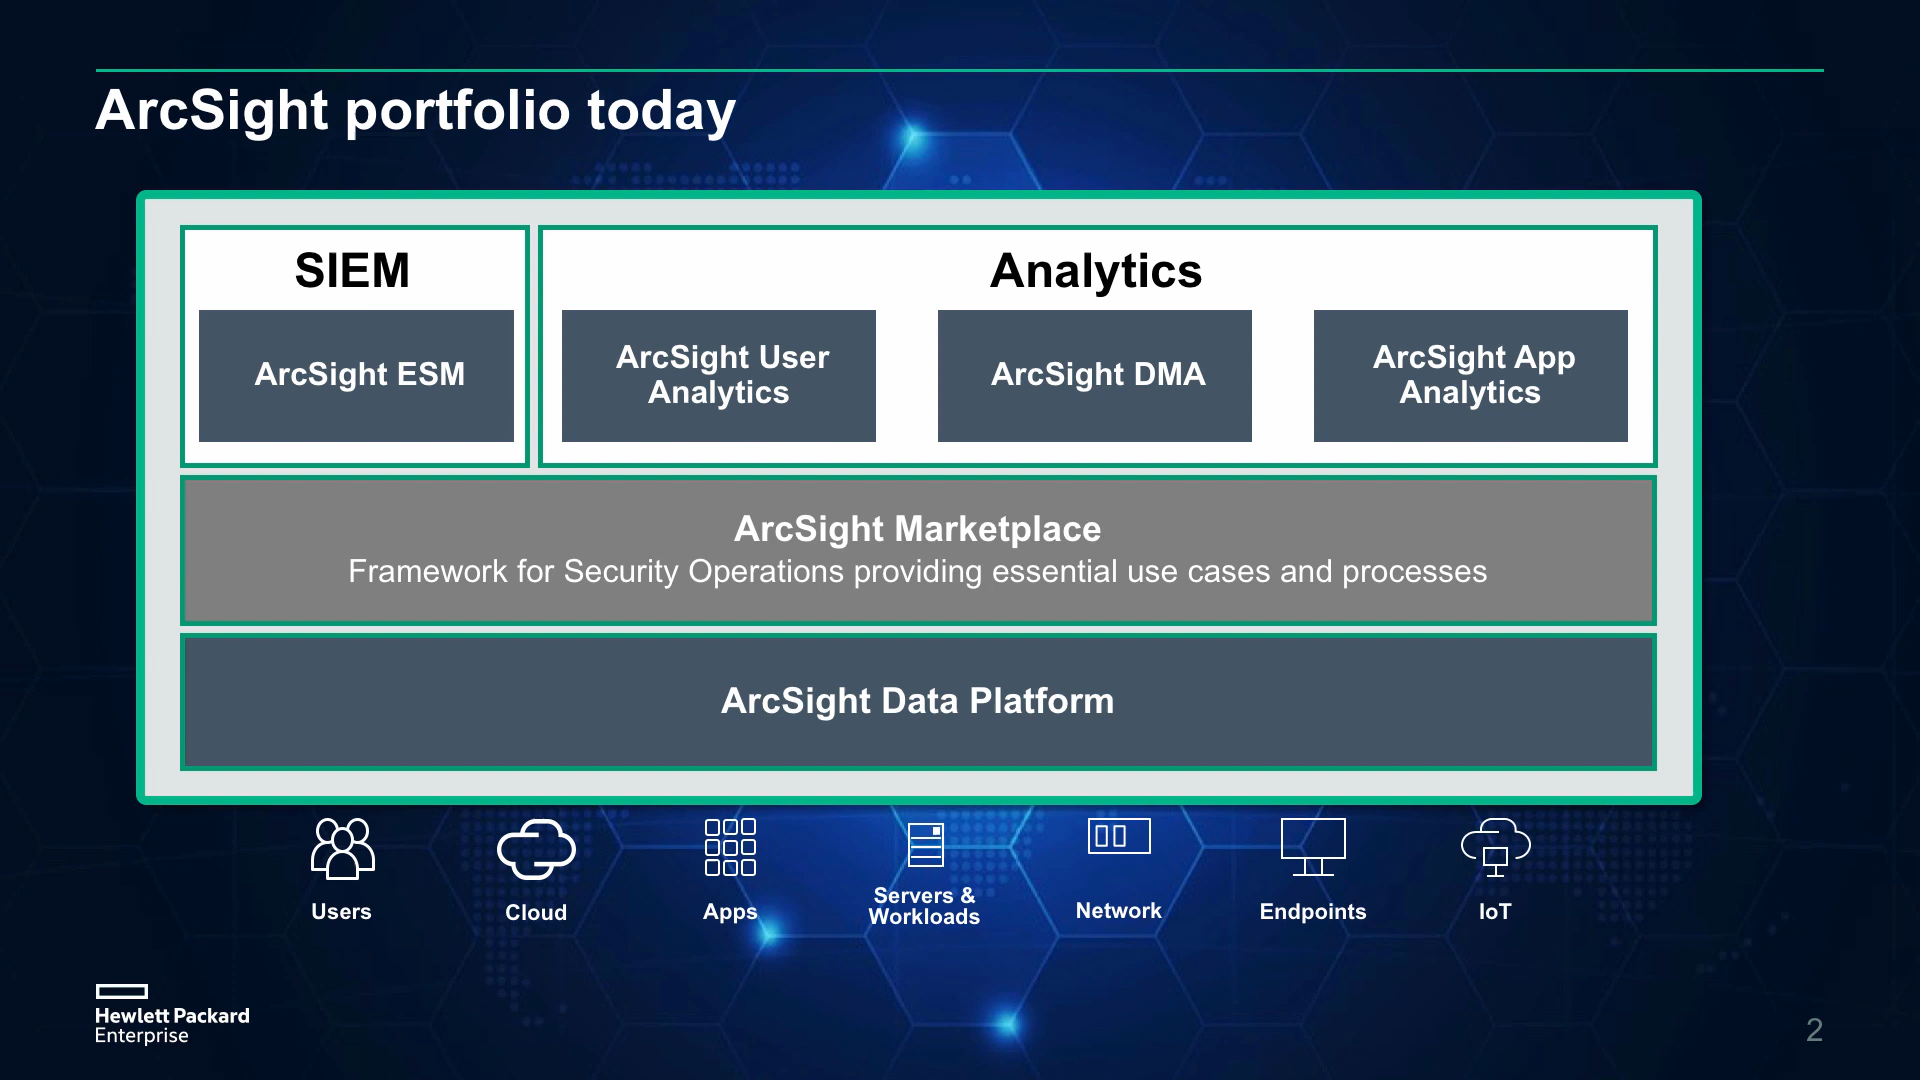 ArcSight portfolio today
SIEM
ArcSight ESM
Analytics
ArcSight User
Analytics
ArcSight DMA
ArcSight App
Analytics
ArcSight Marketplace
Framework for Security Operations providing essential use cases and processes
ArcSight Data Platform
Users
Cloud
Apps
Servers &
Workloads
Network
Endpoints
IoT
Hewlett Packard
Enterprise
2